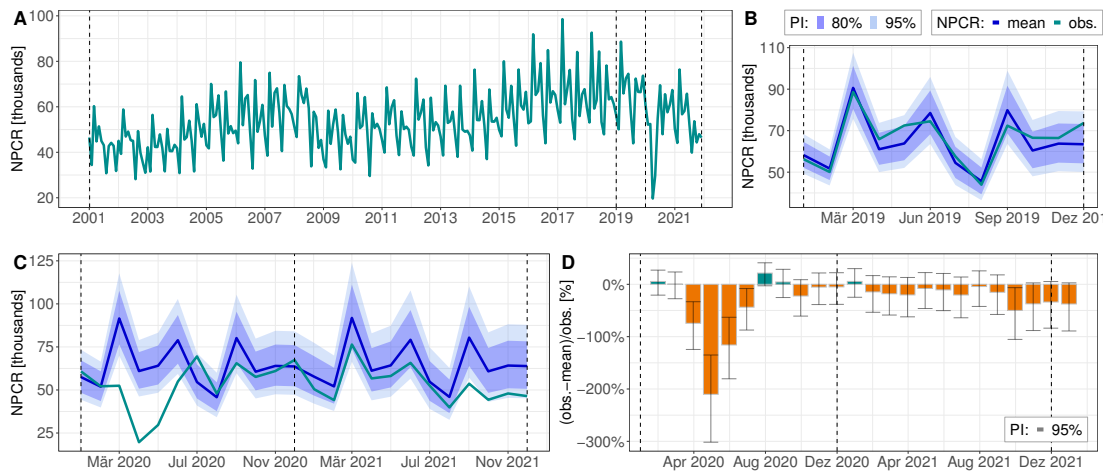 A
NPCR [thousands]
100
80
60
40
20
2001 2003 2005 2007 2009 2011 2013 2015 2017 2019 2021
B
PI: 80% 95% NPCR: mean obs.
NPCR [thousands]
110
90
70
50
Mär 2019 Jun 2019 Sep 2019 Dez 201
C
NPCR [thousands]
125
100
75
50
25
Mär 2020 Jul 2020 Nov 2020 Mär 2021 Jul 2021 Nov 2021
D
(obs.-mean)/obs. [%]
0%
−100%
−200%
−300%
PI: 95%
Apr 2020 Aug 2020 Dez 2020 Apr 2021 Aug 2021 Dez 2021